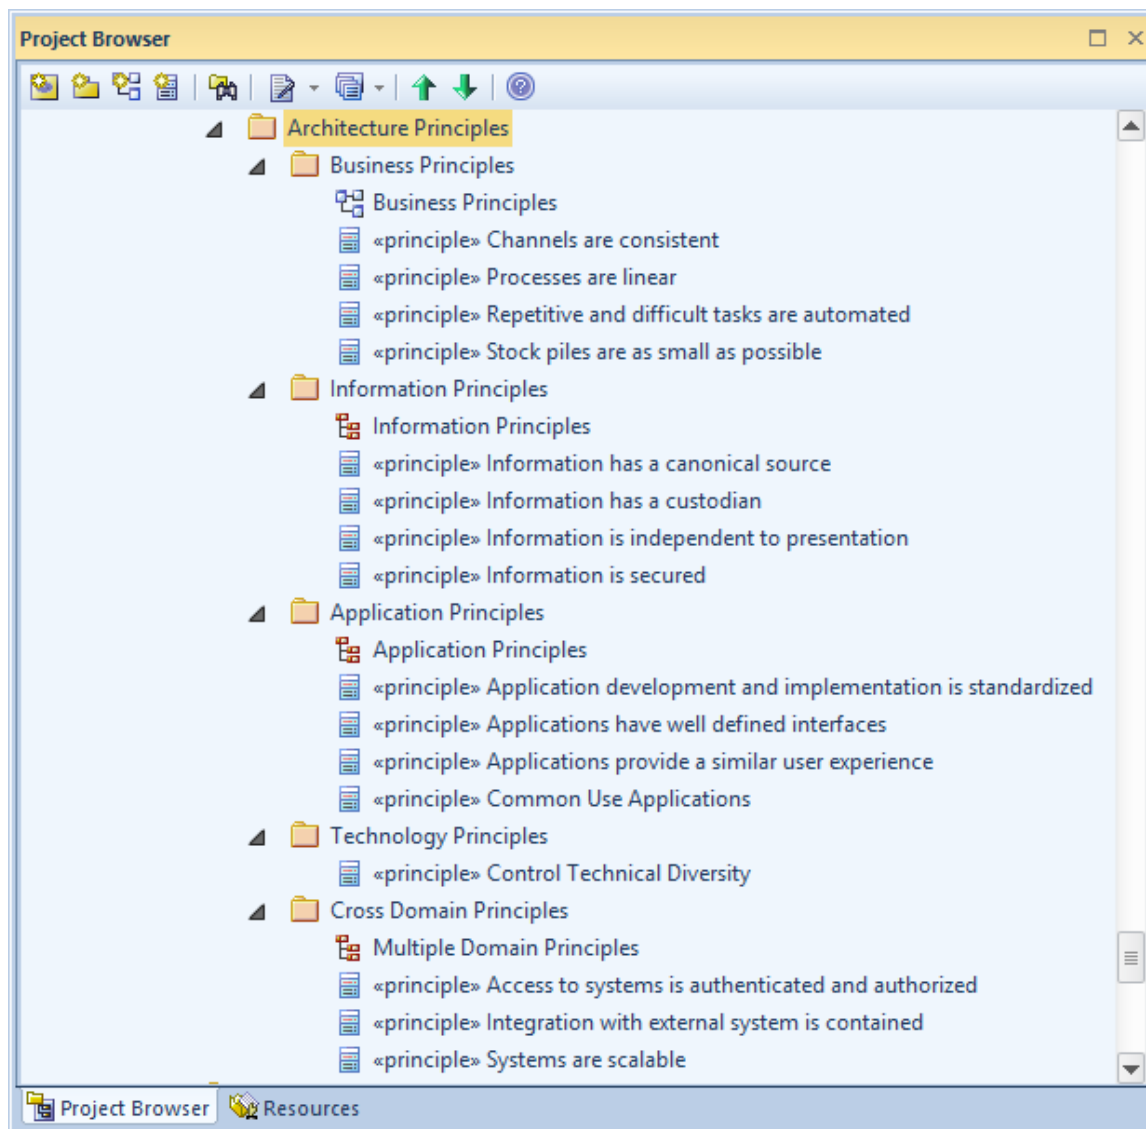 Project Browser
Architecture Principles
Business Principles
Business Principles
«principle» Channels are consistent
«principle» Processes are linear
«principle» Repetitive and difficult tasks are automated
«principle» Stock piles are as small as possible
Information Principles
Information Principles
«principle» Information has a canonical source
«principle» Information has a custodian
«principle» Information is independent to presentation
«principle» Information is secured
Application Principles
Application Principles
«principle» Application development and implementation is standardized
«principle» Applications have well defined interfaces
«principle» Applications provide a similar user experience
«principle» Common Use Applications
Technology Principles
«principle» Control Technical Diversity
Cross Domain Principles
Multiple Domain Principles
«principle» Access to systems is authenticated and authorized
«principle» Integration with external system is contained
«principle» Systems are scalable
Project Browser Resources